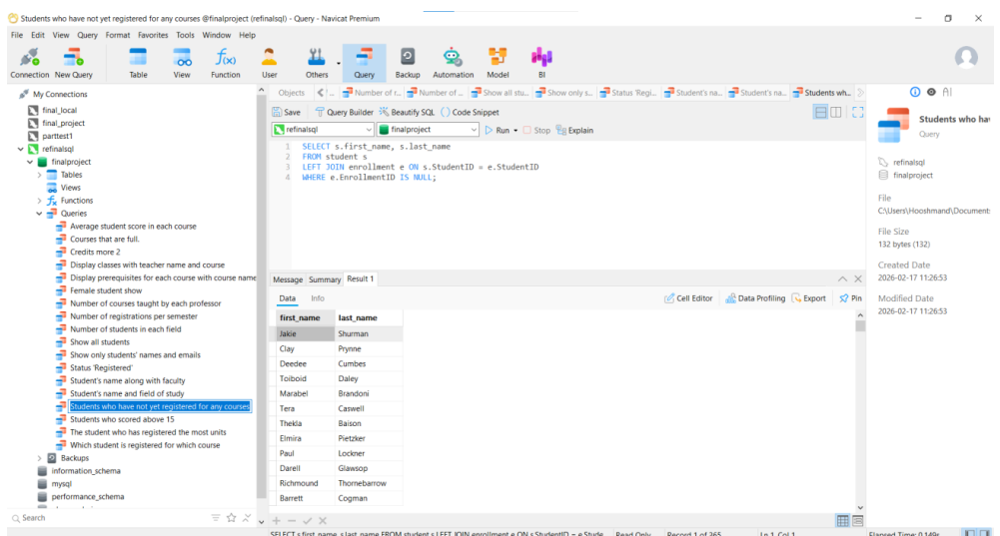 Students who have not yet registered for any courses @finalproject (refinalsql) - Query - Navicat Premium
File Edit View Query Format Favorites Tools Window Help
Connection New Query Table View Function User Others Query Backup Automation Model BI
My Connections
final_local
final_project
parttest1
refinalsql
finalproject
Tables
Views
Functions
Queries
Average student score in each course
Courses that are full.
Credits more 2
Display classes with teacher name and course
Display prerequisites for each course with course name
Female student show
Number of courses taught by each professor
Number of registrations per semester
Number of students in each field
Show all students
Show only students' names and emails
Status 'Registered'
Student's name along with faculty
Student's name and field of study
Students who have not yet registered for any courses
Students who scored above 15
The student who has registered the most units
Which student is registered for which course
Backups
information_schema
mysql
performance_schema
Search
Objects Number of r... Number of ... Show all stu... Show only s... Status 'Regi... Student's na... Student's na... Students wh...
Save Query Builder Beautify SQL () Code Snippet
refinalsql finalproject Run Stop Explain
1 SELECT s.first_name, s.last_name
2 FROM student s
3 LEFT JOIN enrollment e ON s.StudentID = e.StudentID
4 WHERE e.EnrollmentID IS NULL;
Message Summary Result 1
Data Info Cell Editor Data Profiling Export Pin
first_name last_name
Jakie Shurman
Clay Prynne
Deedee Cumbes
Toiboid Daley
Marabel Brandoni
Tera Caswell
Thekla Baison
Elmira Pietzker
Paul Lockner
Darell Glawsop
Richmound Thornebarrow
Barrett Cogman
SELECT s.first_name, s.last_name FROM student s LEFT JOIN enrollment e ON s.StudentID = e.Stude Read Only Record 1 of 365 Ln 1, Col 1 Elapsed Time: 0.149s
AI
Students who hav
Query
refinalsql
finalproject
File
C:\Users\Hooshmand\Document
File Size
132 bytes (132)
Created Date
2026-02-17 11:26:53
Modified Date
2026-02-17 11:26:53